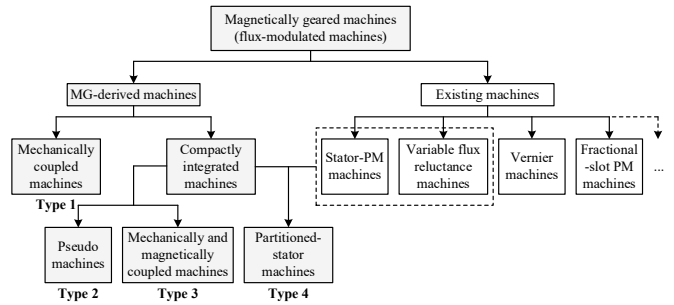 Magnetically geared machines
(flux-modulated machines)
MG-derived machines
Existing machines
Mechanically
coupled
machines
Compactly
integrated
machines
Stator-PM
machines
Variable flux
reluctance
machines
Vernier
machines
Fractional
-slot PM
machines
...
Type 1
Pseudo
machines
Mechanically and
magnetically
coupled machines
Partitioned-
stator
machines
Type 2
Type 3
Type 4